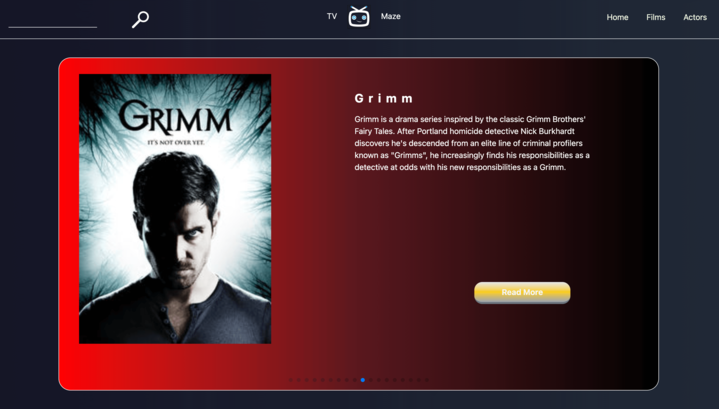 TV
Maze
Home
Films
Actors
GRIMM
IT'S NOT OVER YET.
Grimm
Grimm is a drama series inspired by the classic Grimm Brothers'
Fairy Tales. After Portland homicide detective Nick Burkhardt
discovers he's descended from an elite line of criminal profilers
known as "Grimms", he increasingly finds his responsibilities as a
detective at odds with his new responsibilities as a Grimm.
Read More